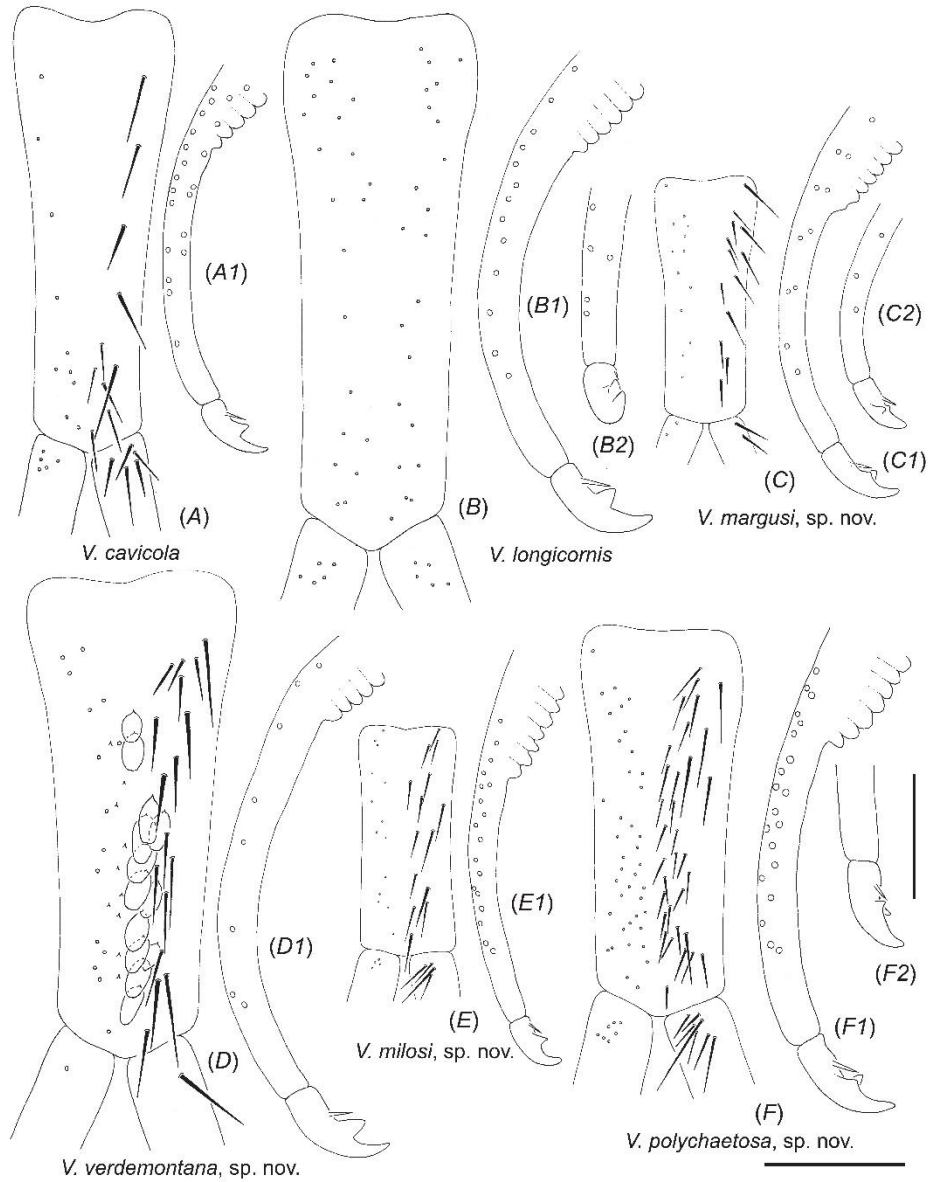 (A1)
(A)
V. cavicola
(B)
V. longicornis
(B1)
(B2)
(C)
(C1)
(C2)
V. margusi, sp. nov.
(D)
(D1)
V. verdemontana, sp. nov.
(E)
(E1)
V. milosi, sp. nov.
(F)
(F1)
(F2)
V. polychaetosa, sp. nov.